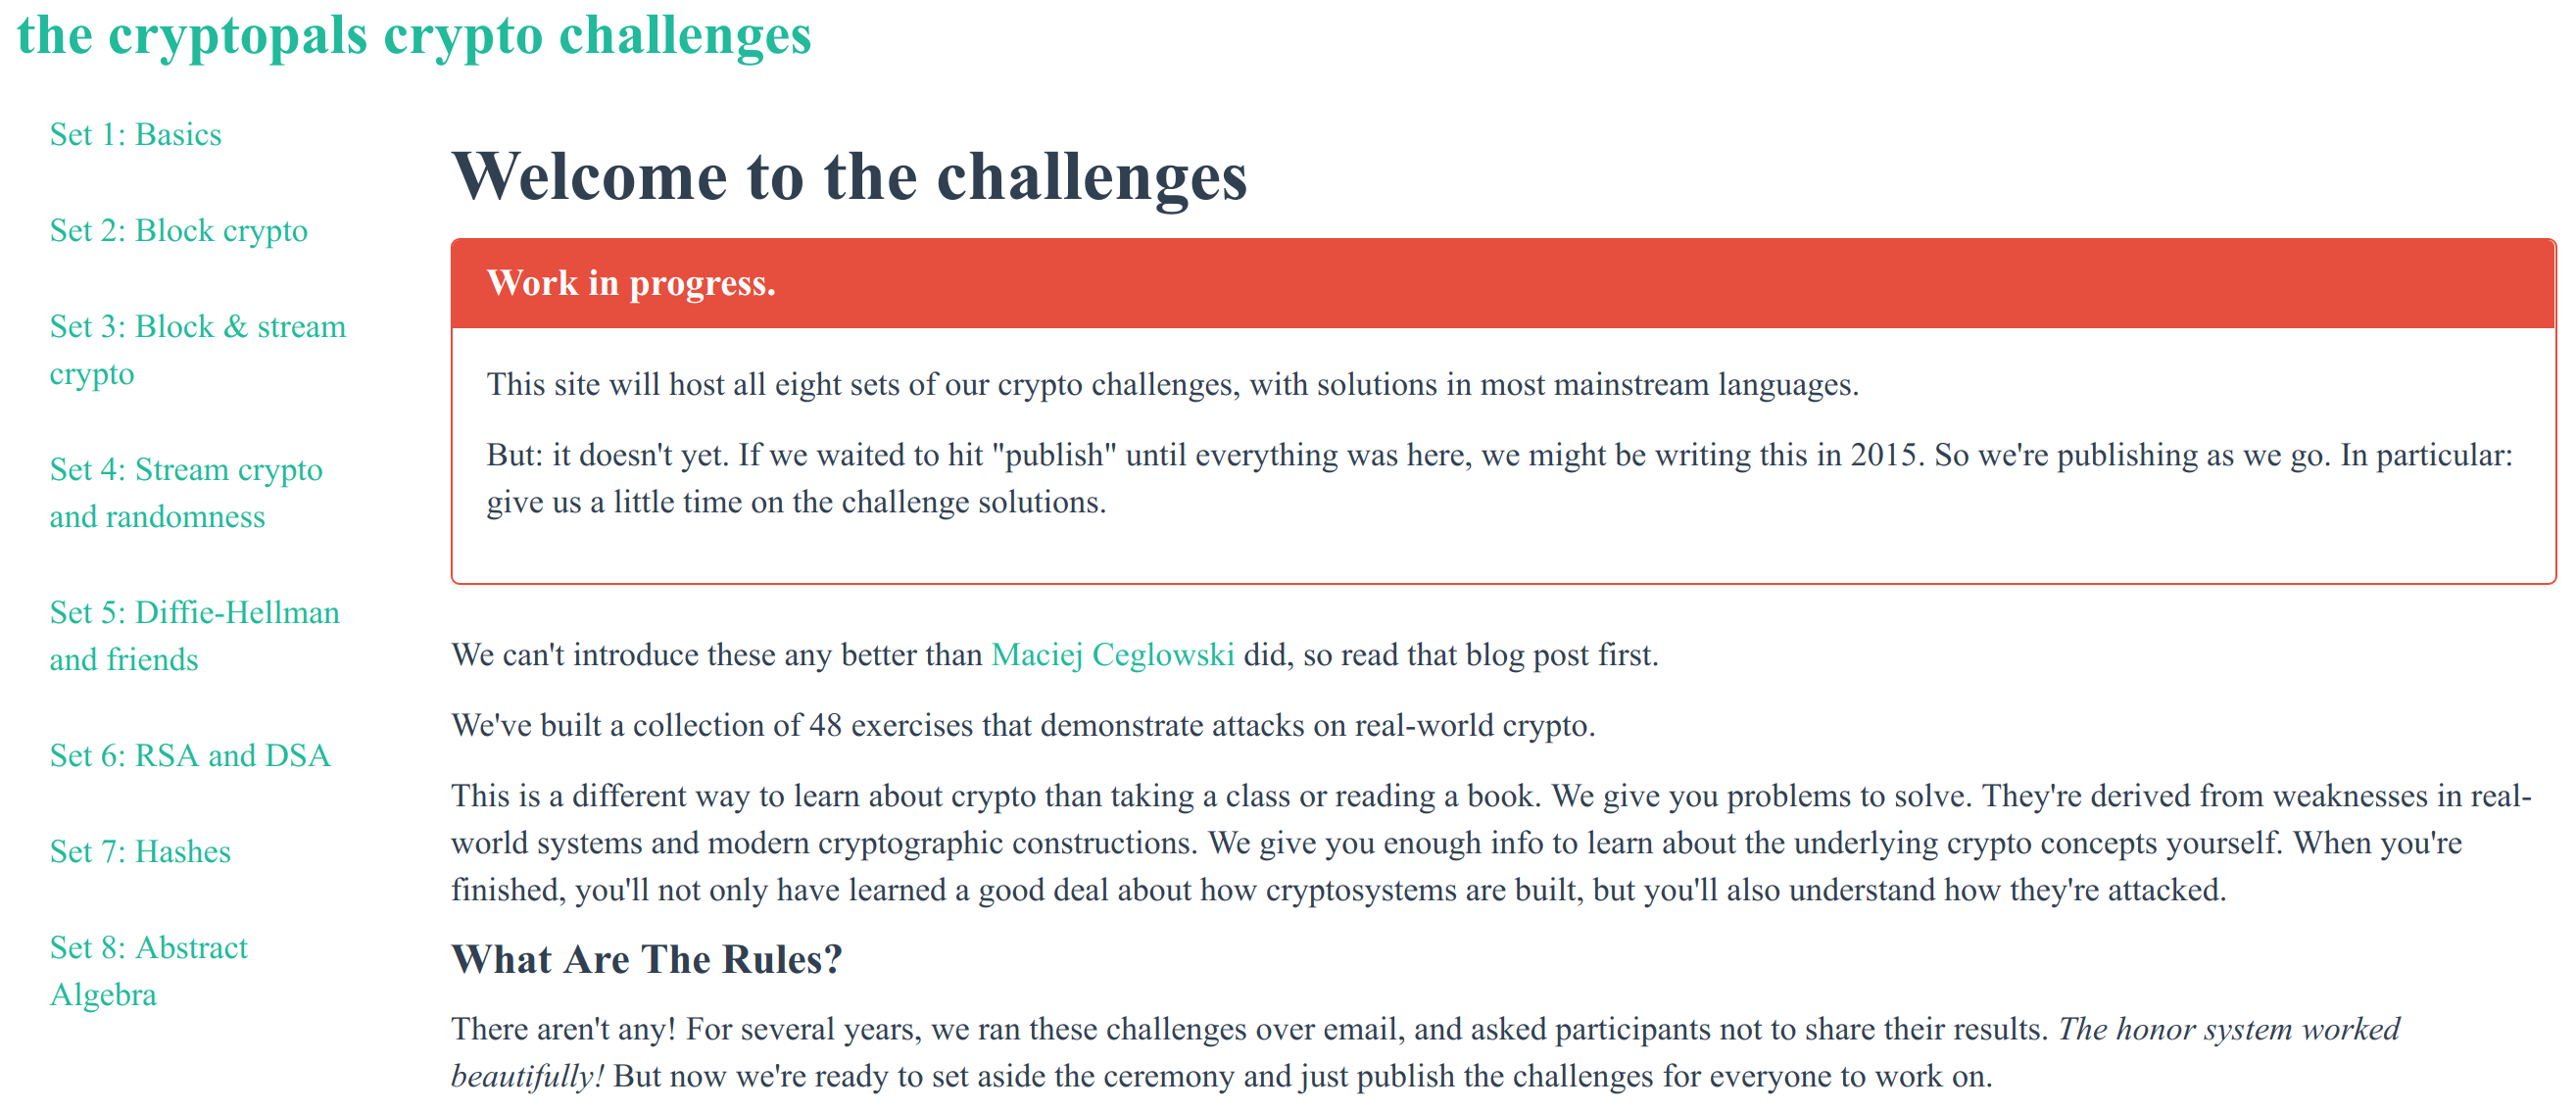 the cryptopals crypto challenges
Set 1: Basics
Set 2: Block crypto
Set 3: Block & stream
crypto
Set 4: Stream crypto
and randomness
Set 5: Diffie-Hellman
and friends
Set 6: RSA and DSA
Set 7: Hashes
Set 8: Abstract
Algebra
Welcome to the challenges
Work in progress.
This site will host all eight sets of our crypto challenges, with solutions in most mainstream languages.
But: it doesn't yet. If we waited to hit "publish" until everything was here, we might be writing this in 2015. So we're publishing as we go. In particular:
give us a little time on the challenge solutions.
We can't introduce these any better than Maciej Ceglowski did, so read that blog post first.
We've built a collection of 48 exercises that demonstrate attacks on real-world crypto.
This is a different way to learn about crypto than taking a class or reading a book. We give you problems to solve. They're derived from weaknesses in real-
world systems and modern cryptographic constructions. We give you enough info to learn about the underlying crypto concepts yourself. When you're
finished, you'll not only have learned a good deal about how cryptosystems are built, but you'll also understand how they're attacked.
What Are The Rules?
There aren't any! For several years, we ran these challenges over email, and asked participants not to share their results. The honor system worked
beautifully! But now we're ready to set aside the ceremony and just publish the challenges for everyone to work on.